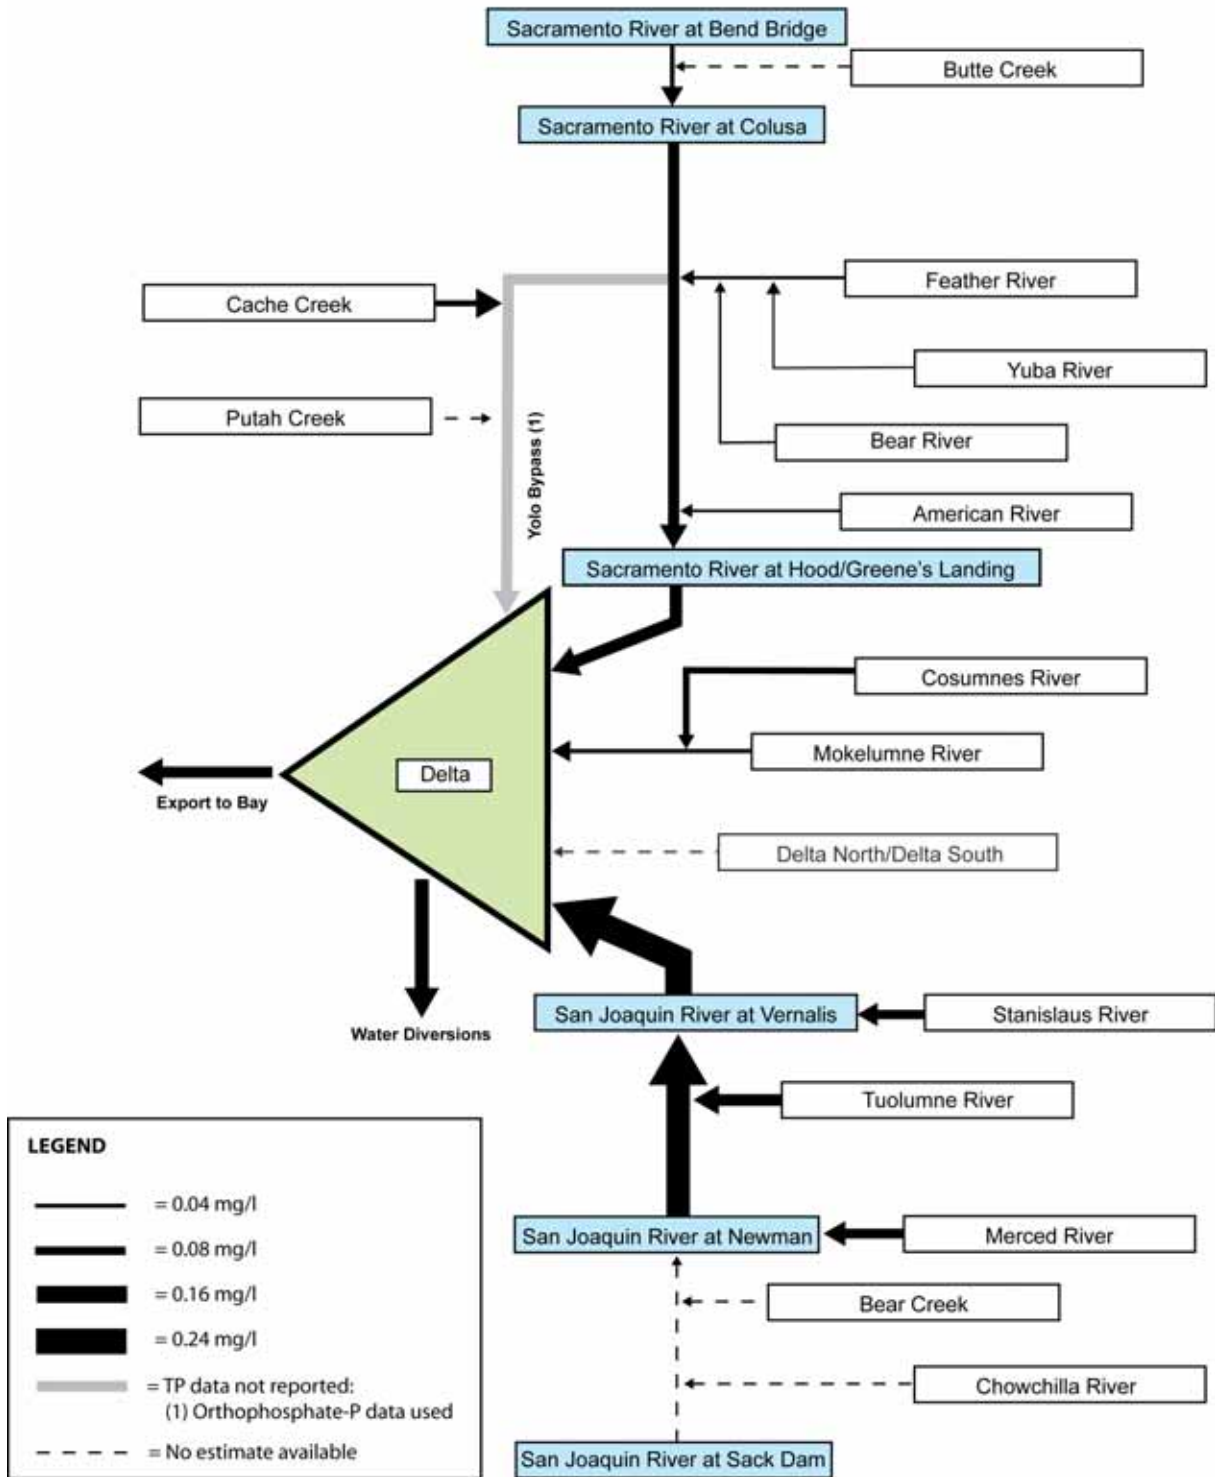 Sacramento River at Bend Bridge
Butte Creek
Sacramento River at Colusa
Feather River
Cache Creek
Yuba River
Putah Creek
Bear River
Yolo Bypass (1)
American River
Sacramento River at Hood/Greene's Landing
Cosumnes River
Mokelumne River
Delta
Export to Bay
Delta North/Delta South
San Joaquin River at Vernalis
Stanislaus River
Water Diversions
Tuolumne River
San Joaquin River at Newman
Merced River
Bear Creek
Chowchilla River
San Joaquin River at Sack Dam
LEGEND
= 0.04 mg/l
= 0.08 mg/l
= 0.16 mg/l
= 0.24 mg/l
= TP data not reported:
(1) Orthophosphate-P data used
= No estimate available